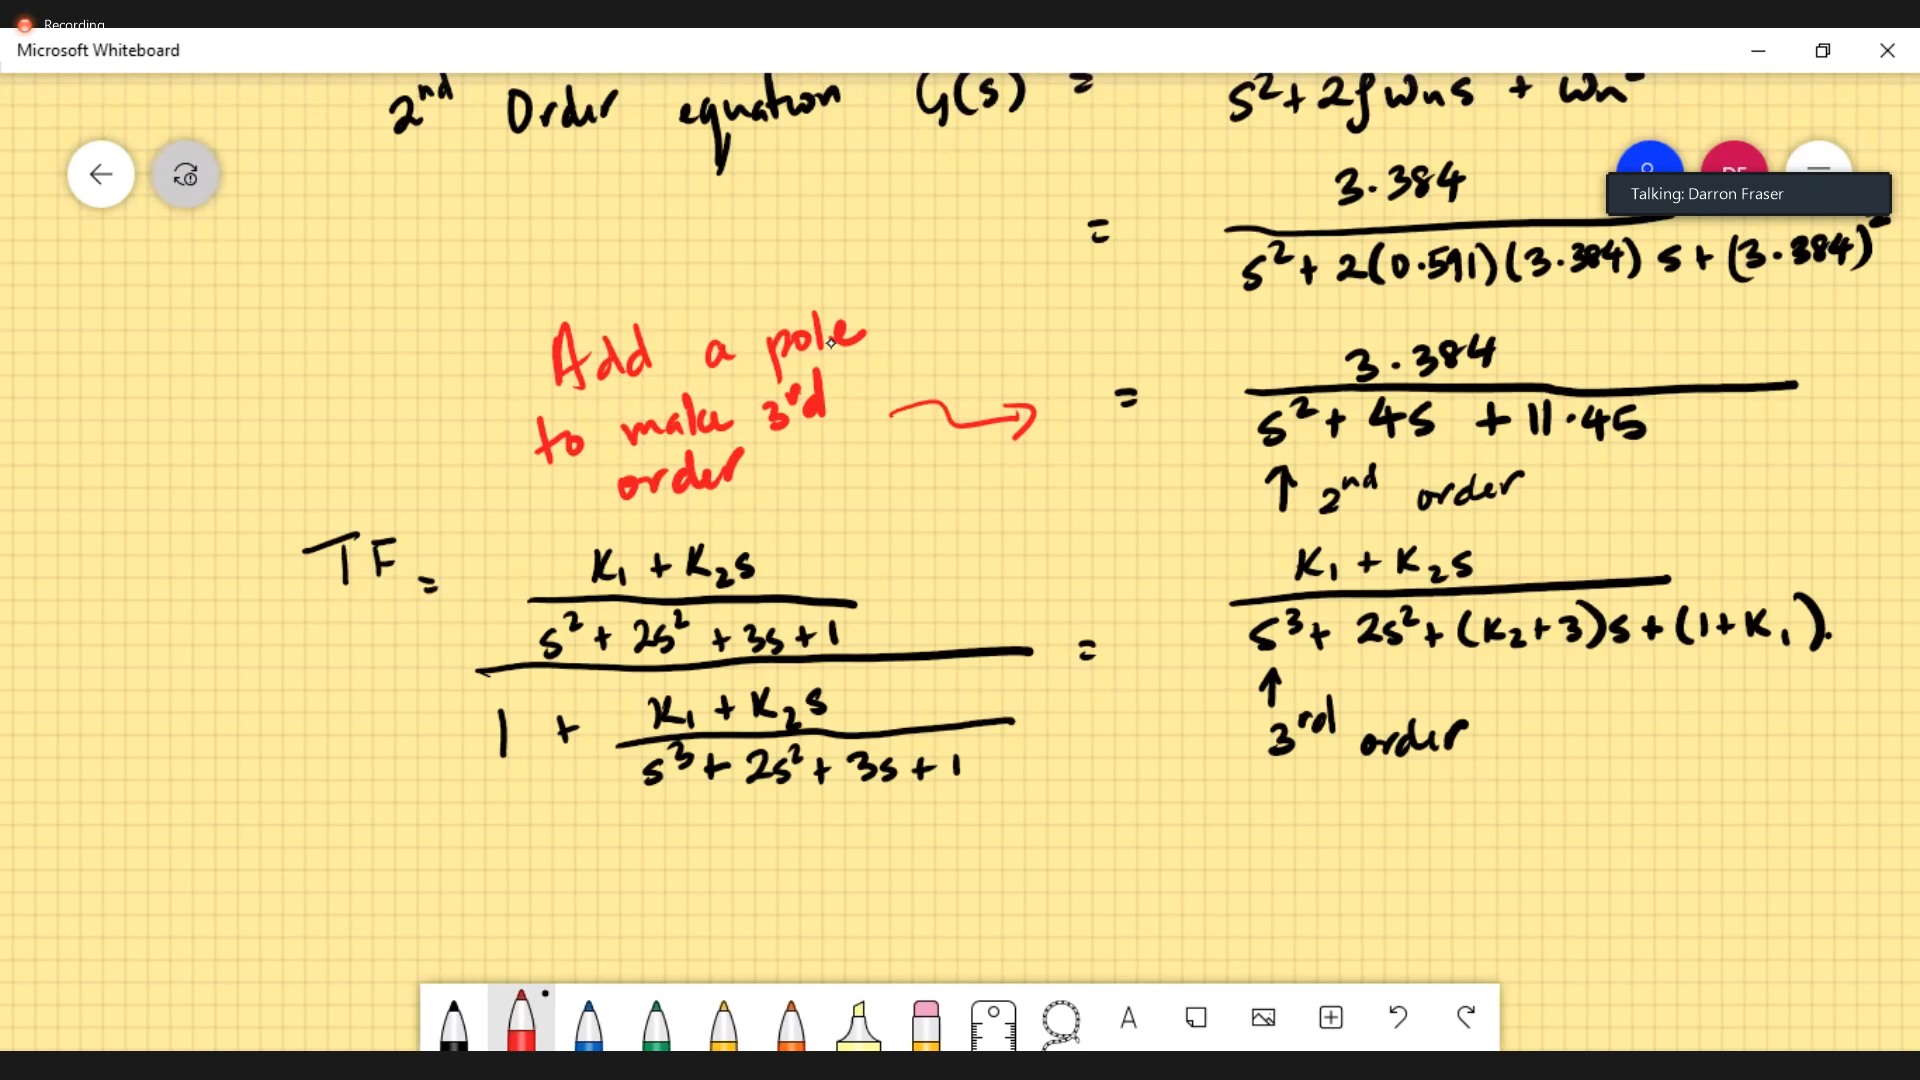 Recording
Microsoft Whiteboard
2nd Order equation G(s) =
s² + 2ζωns + ωn²
Talking: Darron Fraser
= 3.384
s² + 2(0.591)(3.384)s + (3.384)²
Add a pole
to make 3rd
order
= 3.384
s² + 4s + 11.45
↑ 2nd order
TF = K₁ + K₂s
s² + 2s² + 3s + 1
1 + K₁ + K₂s
s³ + 2s² + 3s + 1
= K₁ + K₂s
s³ + 2s² + (K₂+3)s + (1+K₁).
↑
3rd order